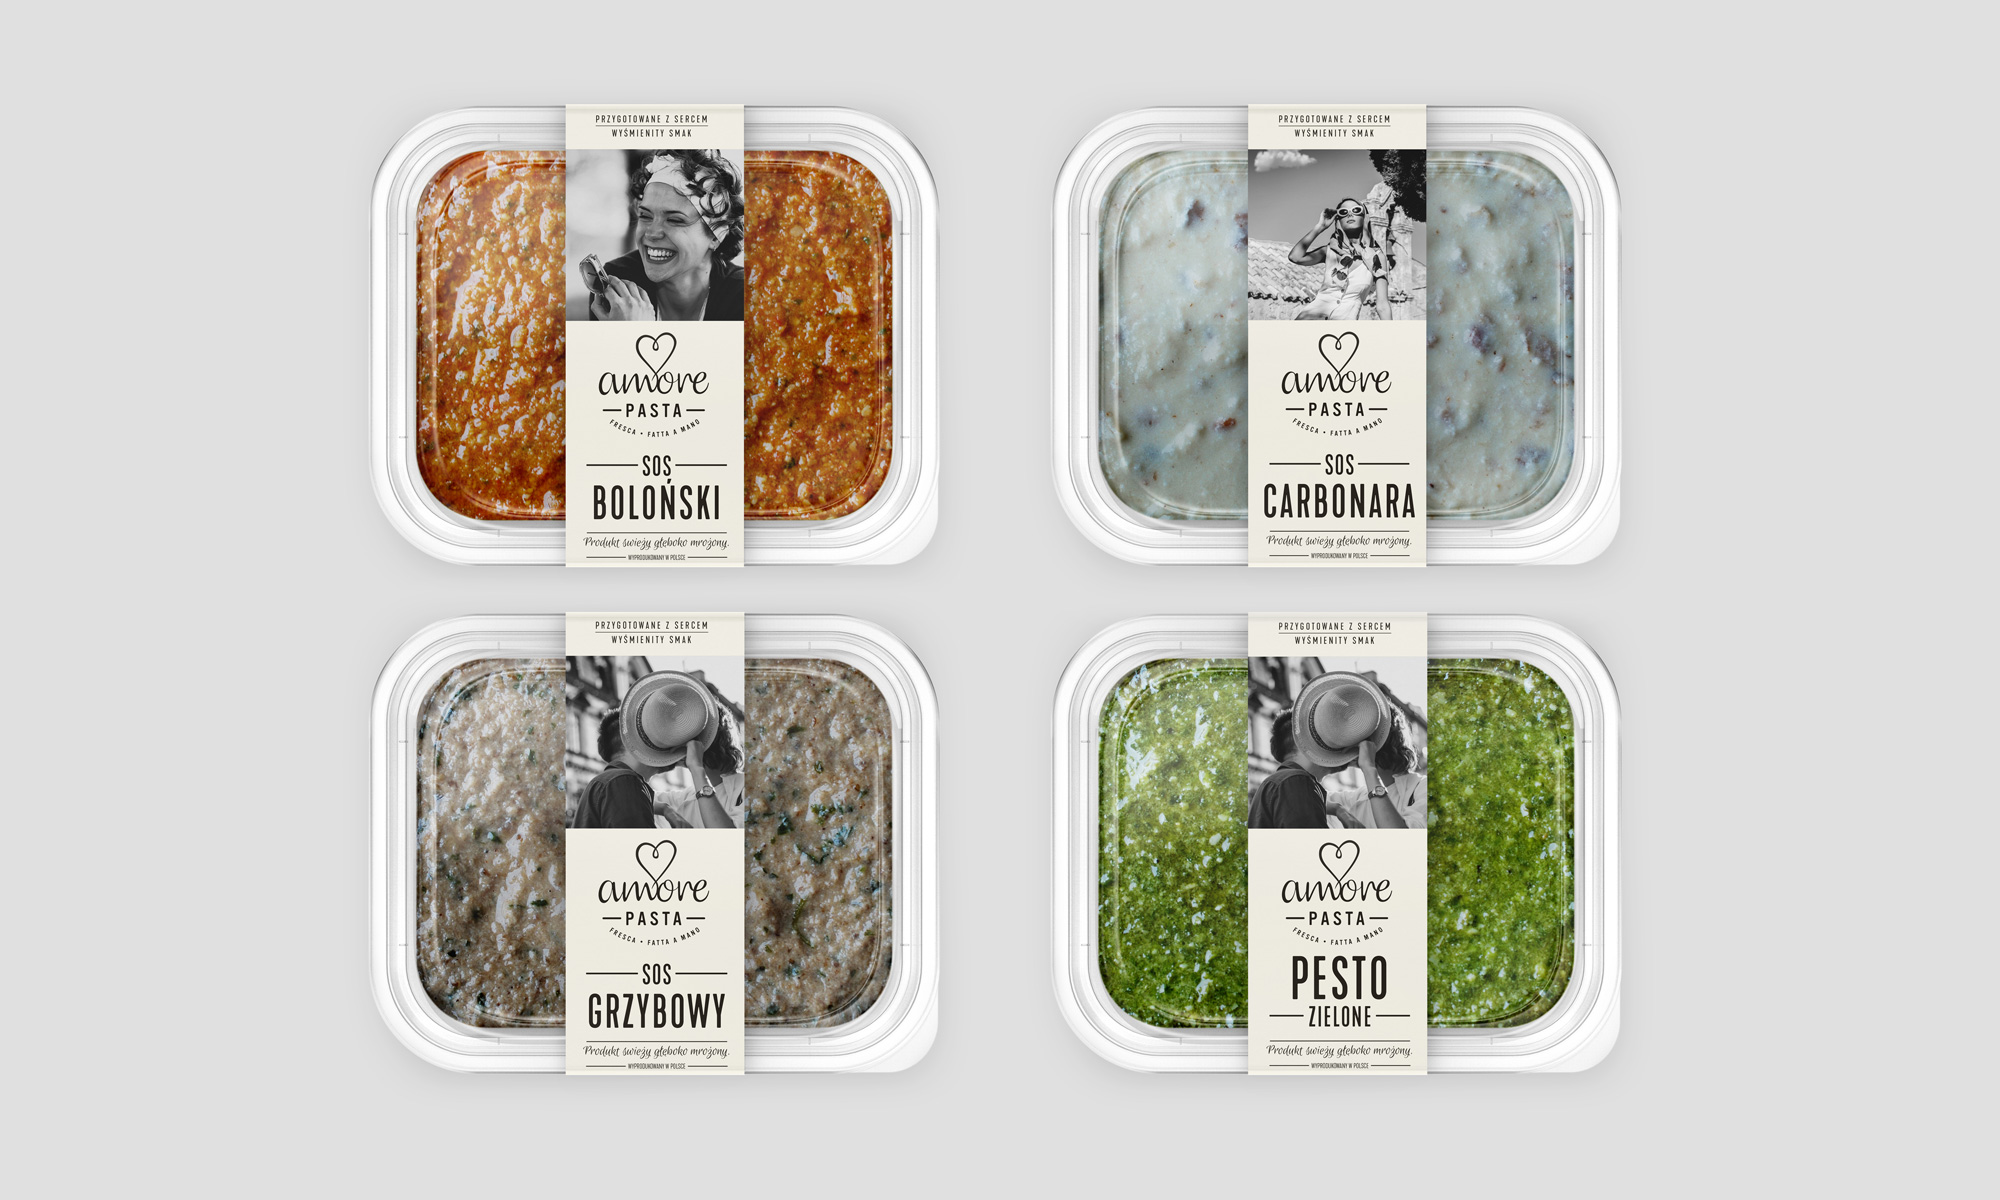 PRZYGOTOWANE Z SERCEM
WYŚMIENITY SMAK
amore
PASTA
FRESCA • FATTA A MANO
SOS
BOLOŃSKI
Produkt świeży głęboko mrożony.
WYPRODUKOWANY W POLSCE
PRZYGOTOWANE Z SERCEM
WYŚMIENITY SMAK
amore
PASTA
FRESCA • FATTA A MANO
SOS
CARBONARA
Produkt świeży głęboko mrożony.
WYPRODUKOWANY W POLSCE
PRZYGOTOWANE Z SERCEM
WYŚMIENITY SMAK
amore
PASTA
FRESCA • FATTA A MANO
SOS
GRZYBOWY
Produkt świeży głęboko mrożony.
WYPRODUKOWANY W POLSCE
PRZYGOTOWANE Z SERCEM
WYŚMIENITY SMAK
amore
PASTA
FRESCA • FATTA A MANO
PESTO
ZIELONE
Produkt świeży głęboko mrożony.
WYPRODUKOWANY W POLSCE